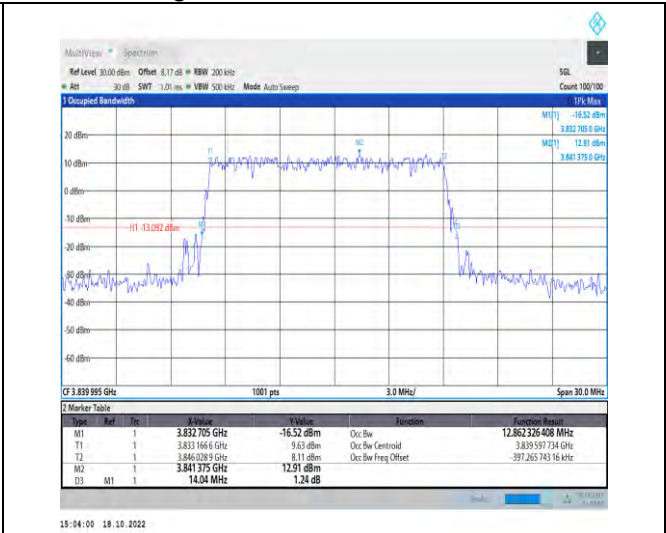 MultiView Spectrum
Ref Level 30.00 dBm Offset 8.17 dB RBW 200 kHz SGL
Att 30 dB SWT 1.01 ms VBW 500 kHz Mode Auto Sweep Count 100/100
1 Occupied Bandwidth 1Pk Max
M1[1] -16.52 dBm
3.832 705 0 GHz
20 dBm M2[1] 12.91 dBm
3.841 375 0 GHz
M2
T1 T2
10 dBm
0 dBm
-10 dBm
H1 -13.092 dBm
-20 dBm
-30 dBm
-40 dBm
-50 dBm
-60 dBm
CF 3.839 995 GHz 1001 pts 3.0 MHz/ Span 30.0 MHz
2 Marker Table
Type Ref Trc X-Value Y-Value Function Function Result
M1 1 3.832705 GHz -16.52 dBm Occ Bw 12.862 326 408 MHz
T1 1 3.833 166 6 GHz 9.63 dBm Occ Bw Centroid 3.839 597 734 GHz
T2 1 3.846 028 9 GHz 8.11 dBm Occ Bw Freq Offset -397.265 743 16 kHz
M2 1 3.841 375 GHz 12.91 dBm
D3 M1 1 14.04 MHz 1.24 dB
15:04:00 18.10.2022